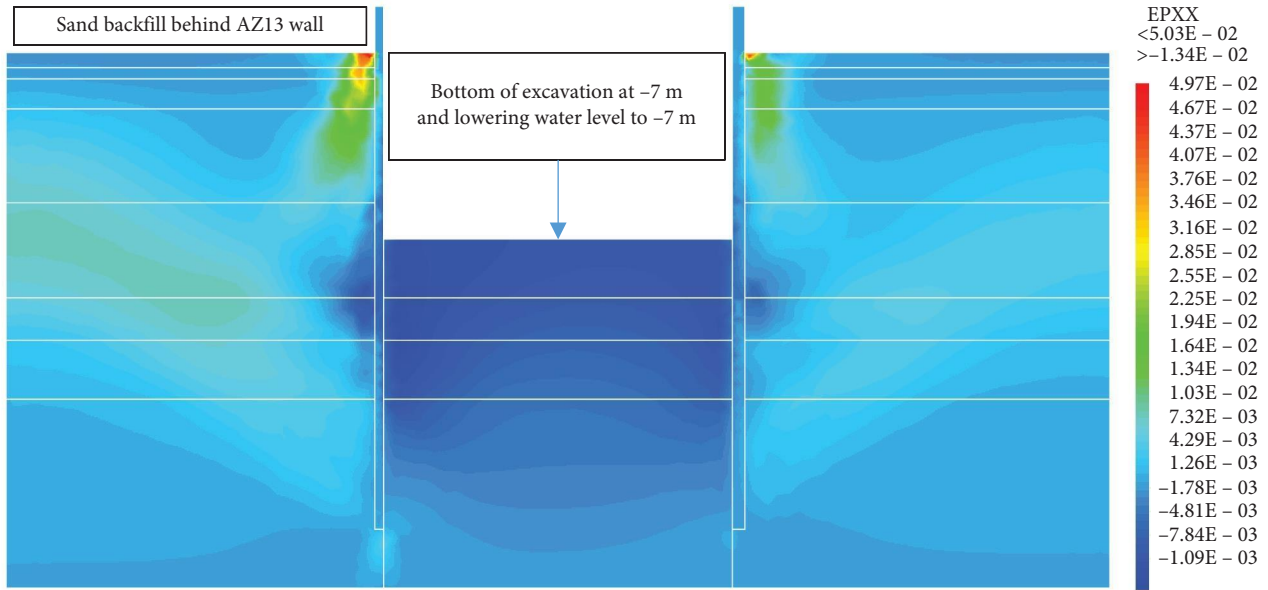 Sand backfill behind AZ13 wall
Bottom of excavation at –7 m
and lowering water level to –7 m
EPXX
<5.03E – 02
>–1.34E – 02
4.97E – 02
4.67E – 02
4.37E – 02
4.07E – 02
3.76E – 02
3.46E – 02
3.16E – 02
2.85E – 02
2.55E – 02
2.25E – 02
1.94E – 02
1.64E – 02
1.34E – 02
1.03E – 02
7.32E – 03
4.29E – 03
1.26E – 03
–1.78E – 03
–4.81E – 03
–7.84E – 03
–1.09E – 03